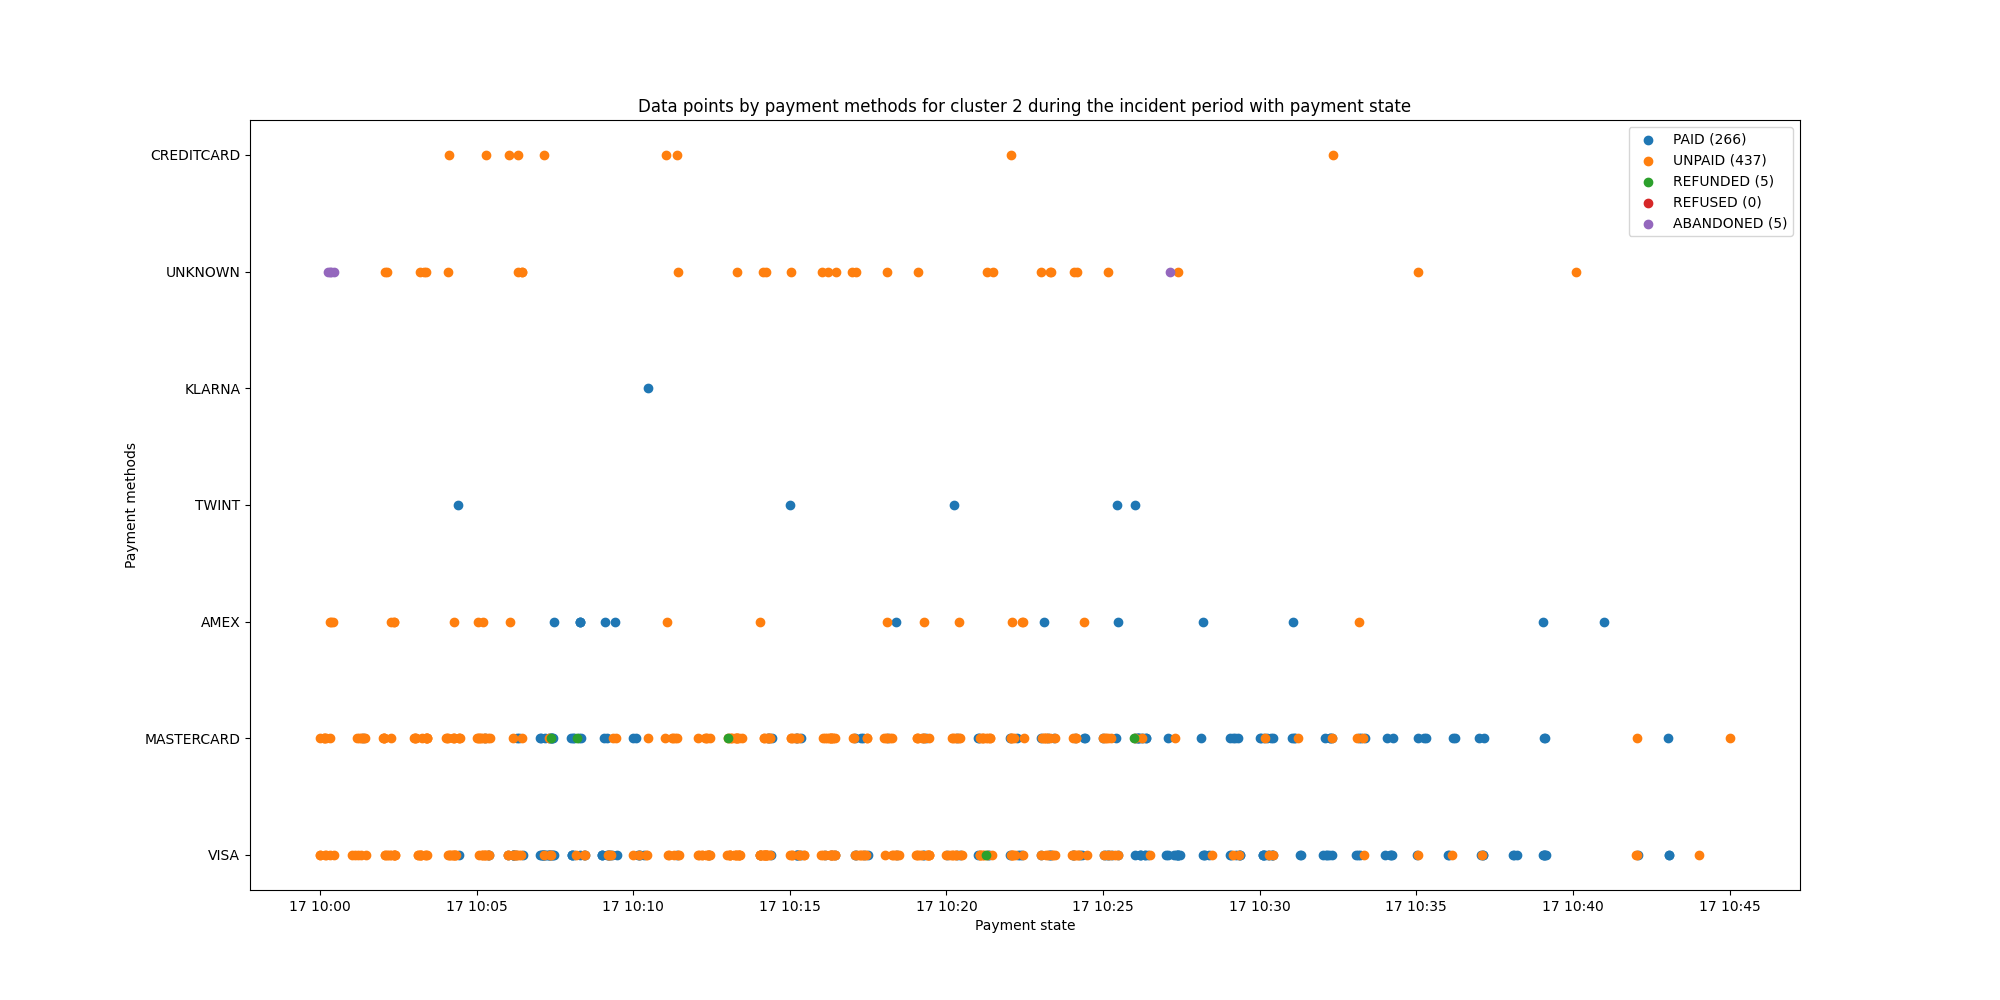 Data points by payment methods for cluster 2 during the incident period with payment state
PAID (266)
UNPAID (437)
REFUNDED (5)
REFUSED (0)
ABANDONED (5)
Payment methods
CREDITCARD
UNKNOWN
KLARNA
TWINT
AMEX
MASTERCARD
VISA
17 10:00 17 10:05 17 10:10 17 10:15 17 10:20 17 10:25 17 10:30 17 10:35 17 10:40 17 10:45
Payment state